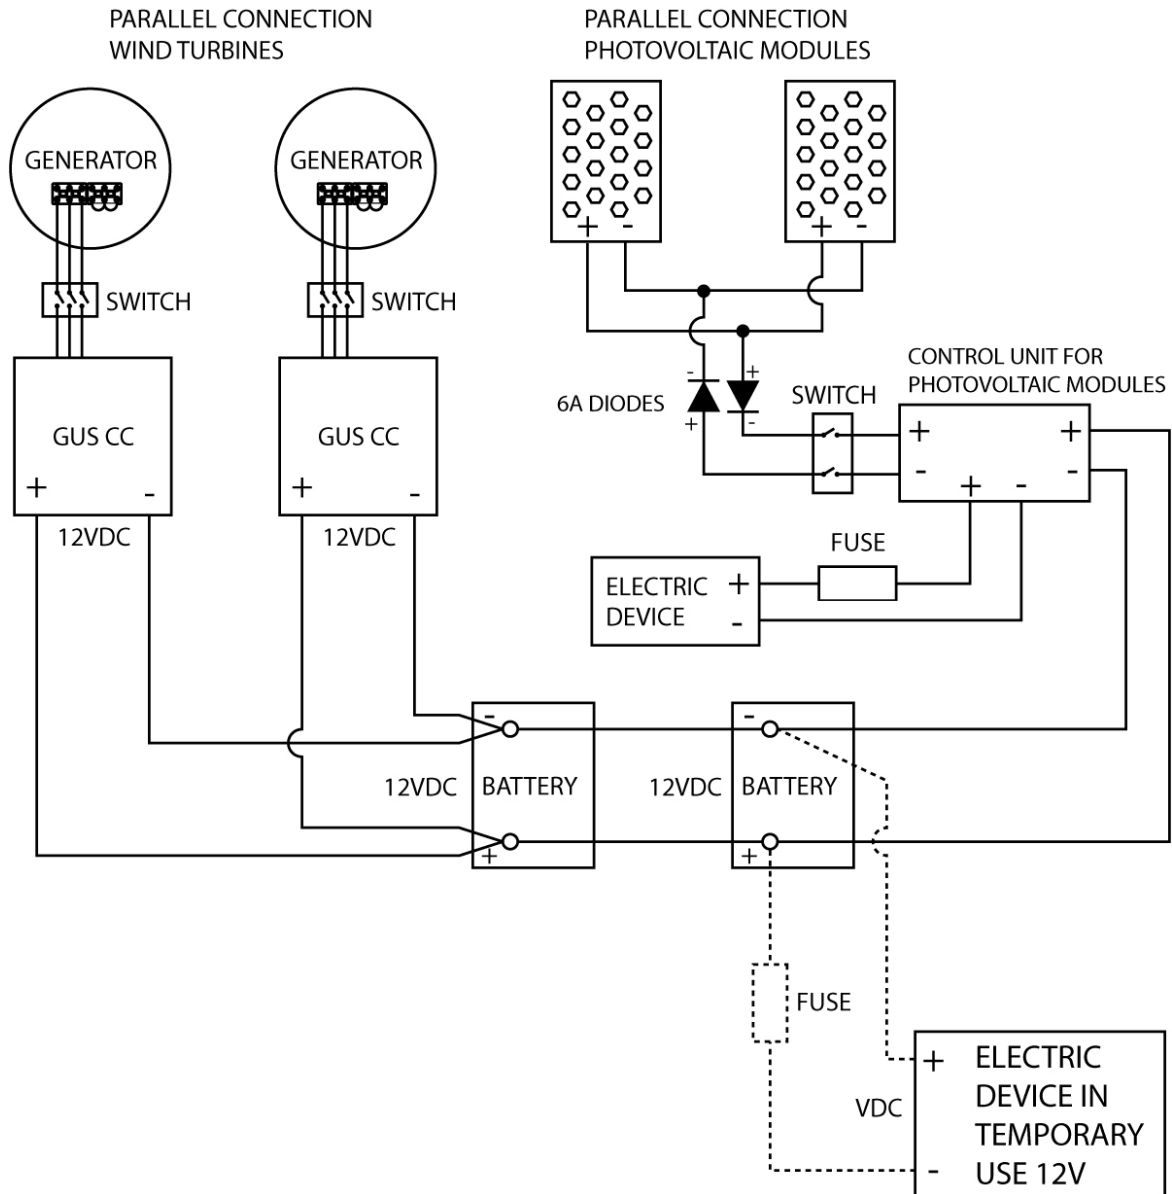 PARALLEL CONNECTION
WIND TURBINES
PARALLEL CONNECTION
PHOTOVOLTAIC MODULES
GENERATOR
GENERATOR
+ -
+ -
SWITCH
SWITCH
CONTROL UNIT FOR
PHOTOVOLTAIC MODULES
- +
6A DIODES
+ -
SWITCH
GUS CC
GUS CC
+ -
+ -
12VDC
12VDC
+ +
- -
+ -
FUSE
ELECTRIC
DEVICE
+
-
-
-
12VDC
BATTERY
12VDC
BATTERY
+
+
FUSE
VDC
+
-
ELECTRIC
DEVICE IN
TEMPORARY
USE 12V